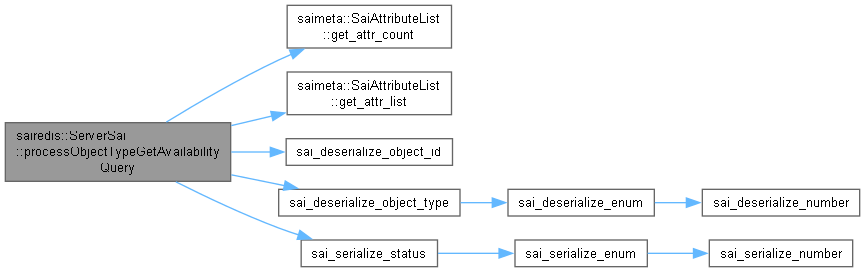 saimeta::SaiAttributeList
::get_attr_count
saimeta::SaiAttributeList
::get_attr_list
sairedis::ServerSai
::processObjectTypeGetAvailability
Query
sai_deserialize_object_id
sai_deserialize_object_type
sai_deserialize_enum
sai_deserialize_number
sai_serialize_status
sai_serialize_enum
sai_serialize_number